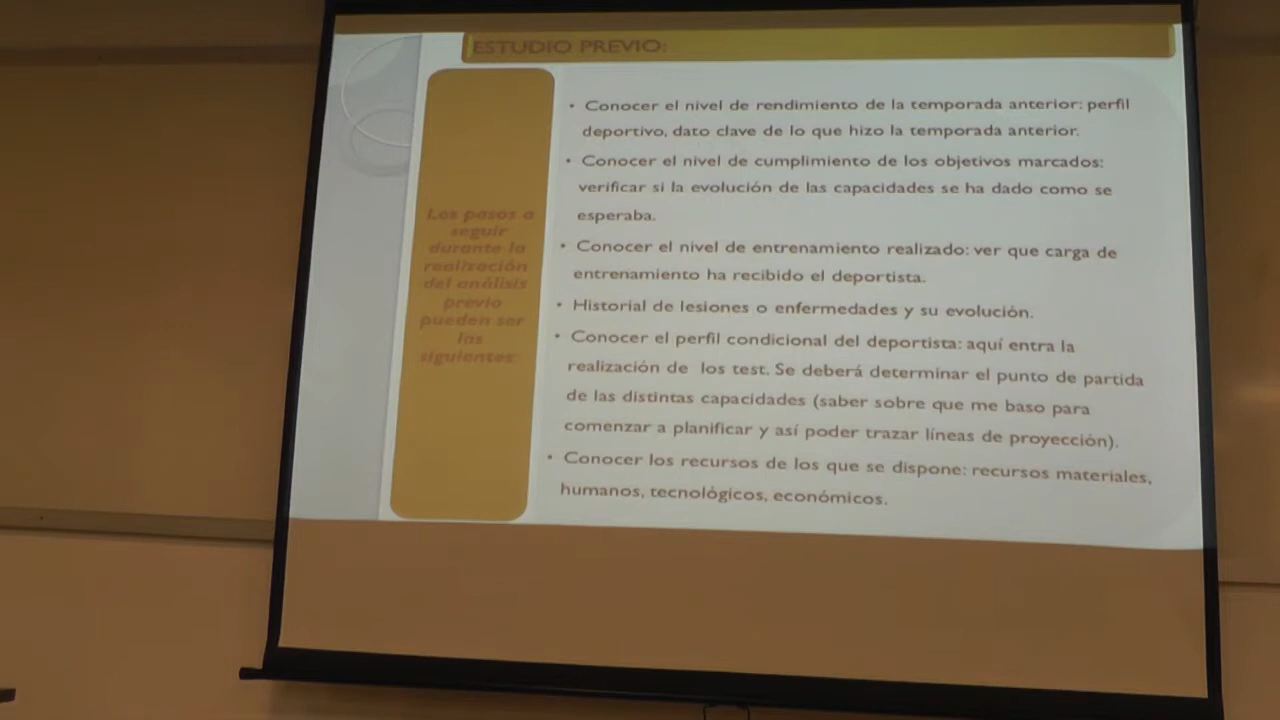 ESTUDIO PREVIO:
Los pasos a
seguir
durante la
realización
del análisis
previo
pueden ser
los
siguientes:
• Conocer el nivel de rendimiento de la temporada anterior: perfil
deportivo, dato clave de lo que hizo la temporada anterior.
• Conocer el nivel de cumplimiento de los objetivos marcados:
verificar si la evolución de las capacidades se ha dado como se
esperaba.
• Conocer el nivel de entrenamiento realizado: ver que carga de
entrenamiento ha recibido el deportista.
• Historial de lesiones o enfermedades y su evolución.
• Conocer el perfil condicional del deportista: aquí entra la
realización de los test. Se deberá determinar el punto de partida
de las distintas capacidades (saber sobre que me baso para
comenzar a planificar y así poder trazar líneas de proyección).
• Conocer los recursos de los que se dispone: recursos materiales,
humanos, tecnológicos, económicos.